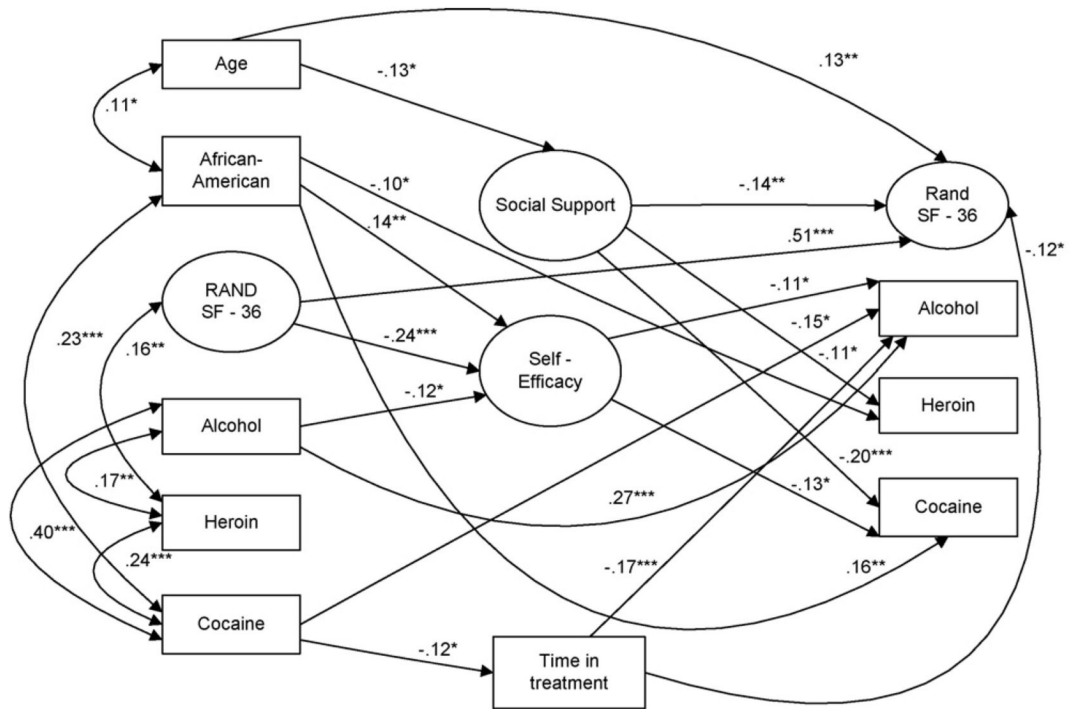 Age
-.13*
.13**
.11*
African-
American
-.10*
.14**
Social Support
-.14**
Rand
SF - 36
.51***
-.12*
RAND
SF - 36
.23***
.16**
-.24***
-.11*
Alcohol
-.15*
-.11*
Self -
Efficacy
-.12*
Alcohol
Heroin
.17**
.27***
-.20***
-.13*
Cocaine
Heroin
.40***
.24***
-.17***
.16**
Cocaine
-.12*
Time in
treatment